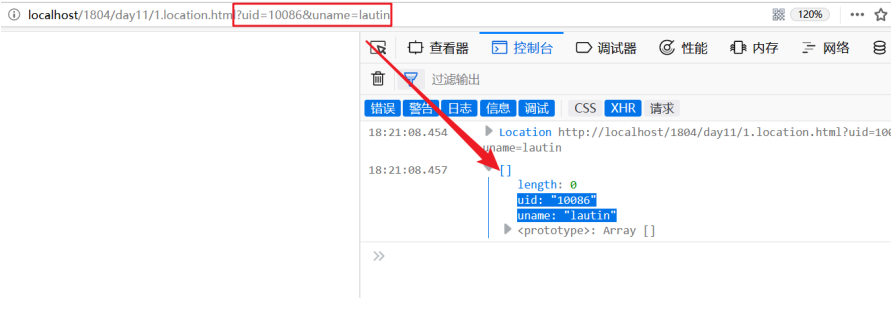 localhost/1804/day11/1.location.html?uid=10086&uname=lautin 120%
查看器 控制台 调试器 性能 内存 网络
过滤输出
错误 警告 日志 信息 调试 CSS XHR 请求
18:21:08.454 Location http://localhost/1804/day11/1.location.html?uid=100
uname=lautin
18:21:08.457 []
length: 0
uid: "10086"
uname: "lautin"
<prototype>: Array []